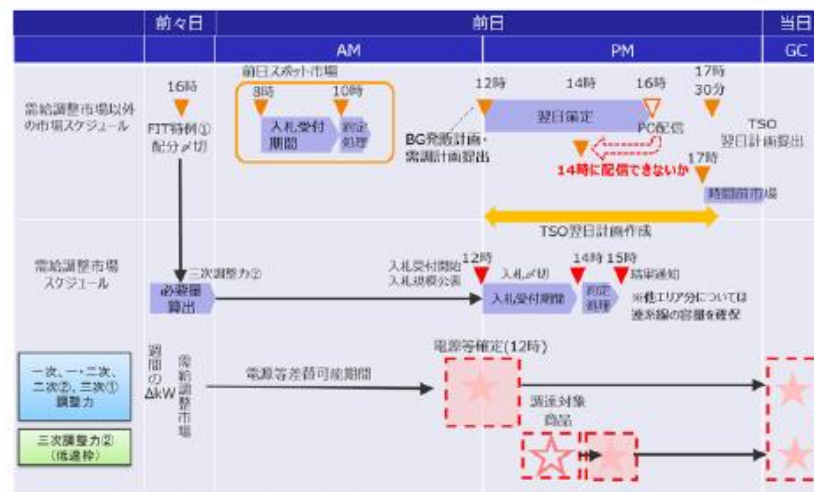 前々日
前日
当日
AM
PM
GC
需給調整市場以外
の市場スケジュール
16時
FIT特例①
配分〆切
前日スポット市場
8時
10時
入札受付
期間
約定
処理
12時
14時
16時
17時
30分
BG発販計画・
需調計画提出
翌日策定
PC配信
14時に配信できないか
TSO
翌日計画提出
17時
時間前市場
TSO翌日計画作成
需給調整市場
スケジュール
三次調整力②
必要量
算出
入札受付開始
入札規模公表
12時
入札〆切
14時
15時
結果通知
入札受付期間
約定
処理
※他エリア分については
連系線の容量を確保
一次、一・二次、
二次②、三次①
調整力
週間の
ΔkW
需給調整市場
電源等差替可能期間
電源等確定(12時)
調達対象
商品
三次調整力②
(低速枠)